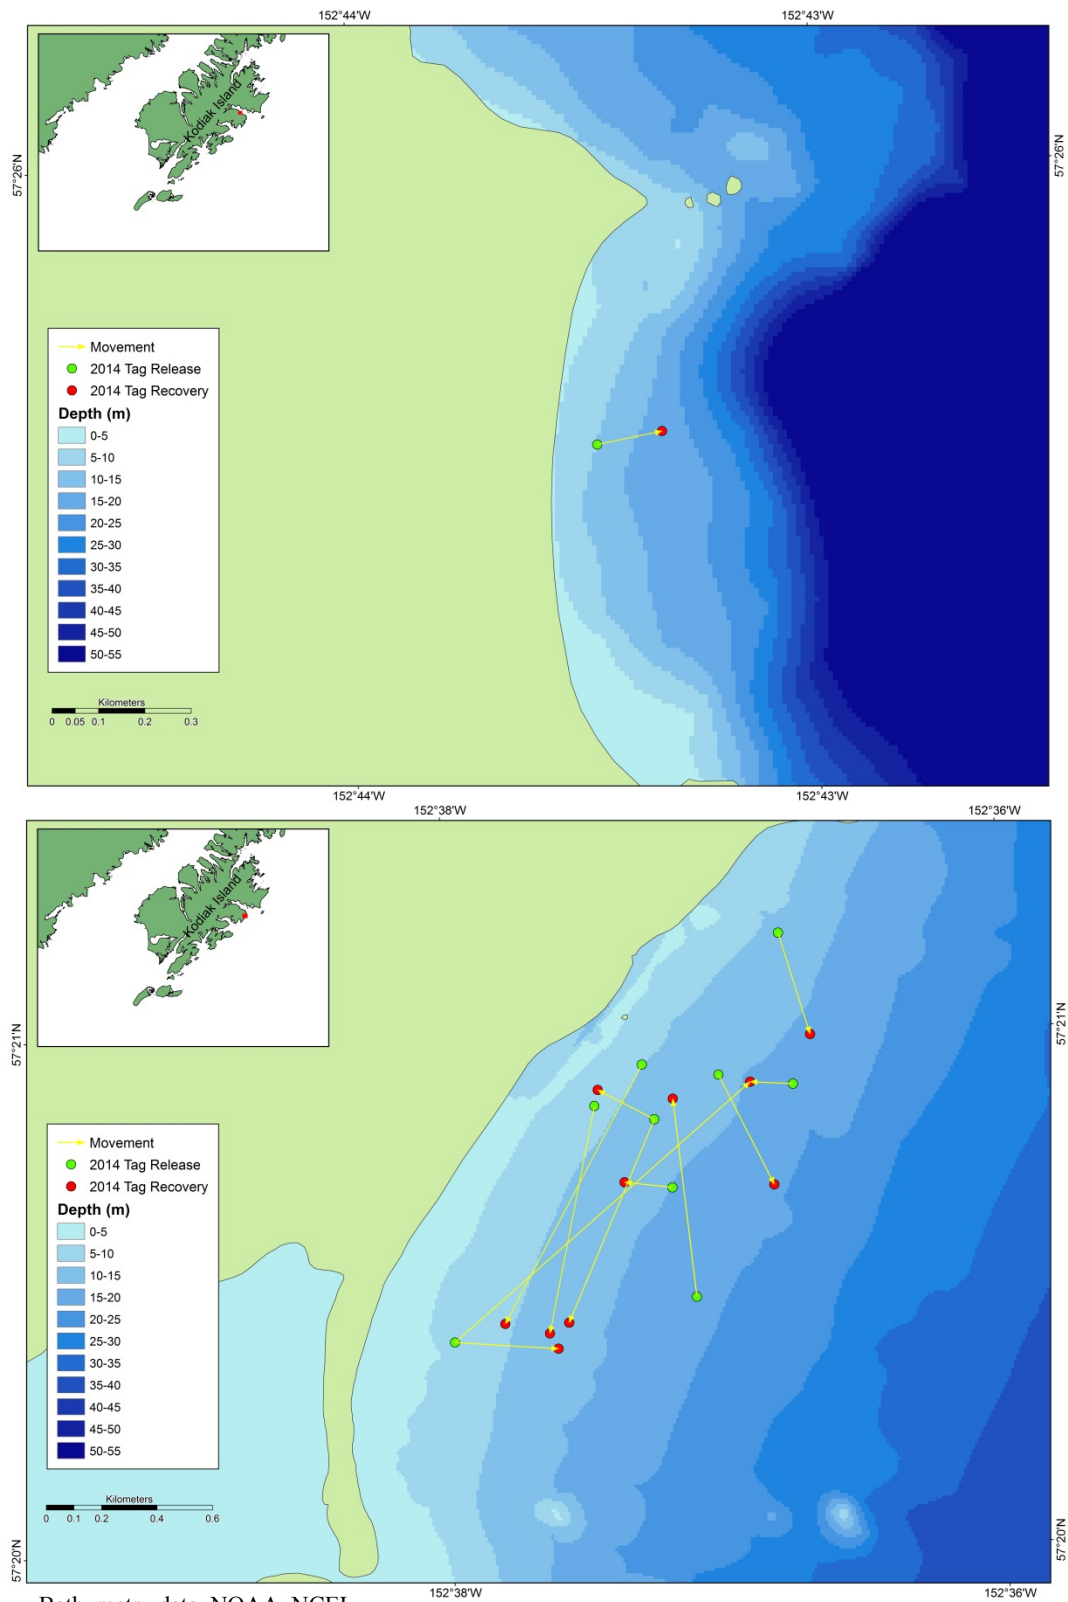 152°44'W 152°43'W
Kodiak Island
57°26'N 57°26'N
Movement
2014 Tag Release
2014 Tag Recovery
Depth (m)
0-5
5-10
10-15
15-20
20-25
25-30
30-35
35-40
40-45
45-50
50-55
Kilometers
0 0.05 0.1 0.2 0.3
152°44'W 152°43'W
152°38'W 152°36'W
Kodiak Island
57°21'N 57°21'N
Movement
2014 Tag Release
2014 Tag Recovery
Depth (m)
0-5
5-10
10-15
15-20
20-25
25-30
30-35
35-40
40-45
45-50
50-55
Kilometers
0 0.1 0.2 0.4 0.6
57°20'N 57°20'N
152°38'W 152°36'W
data NOAA